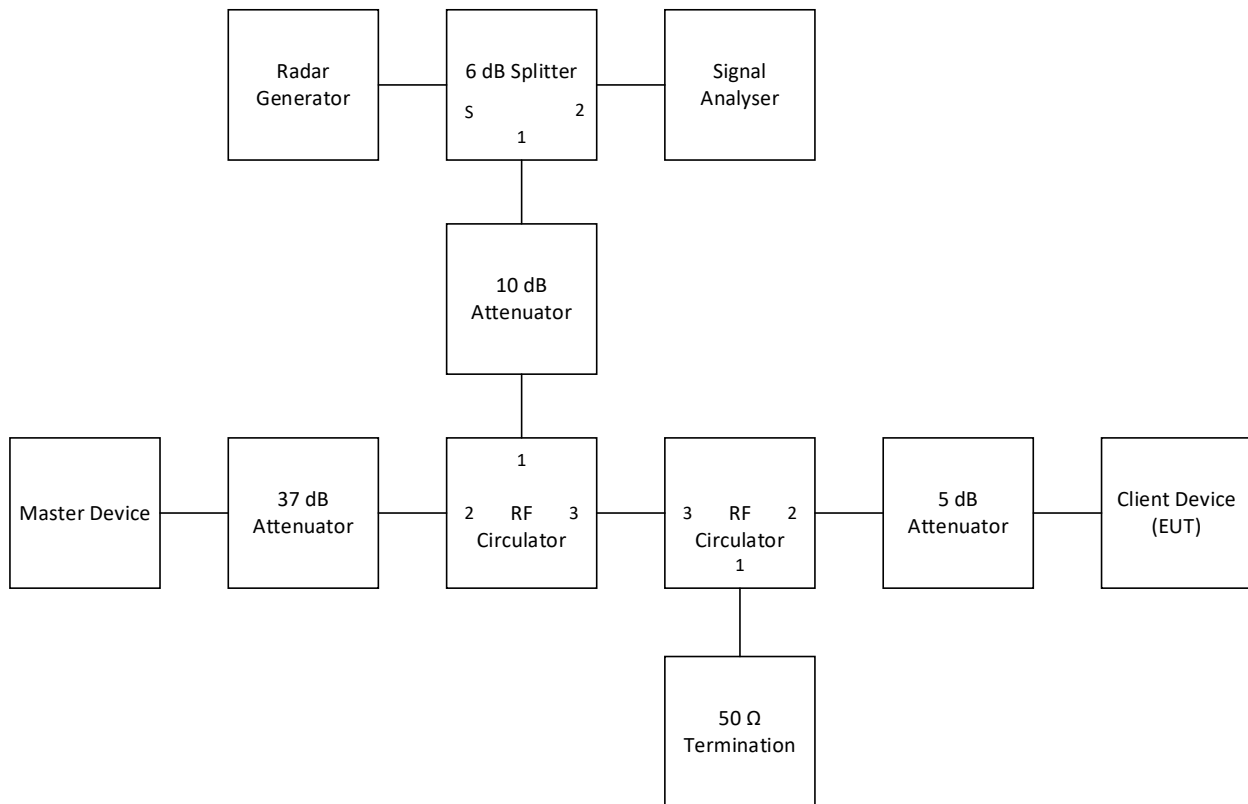 Radar
Generator
6 dB Splitter
S
2
1
Signal
Analyser
10 dB
Attenuator
Master Device
37 dB
Attenuator
1
2 RF 3
Circulator
3 RF 2
Circulator
1
5 dB
Attenuator
Client Device
(EUT)
50 Ω
Termination